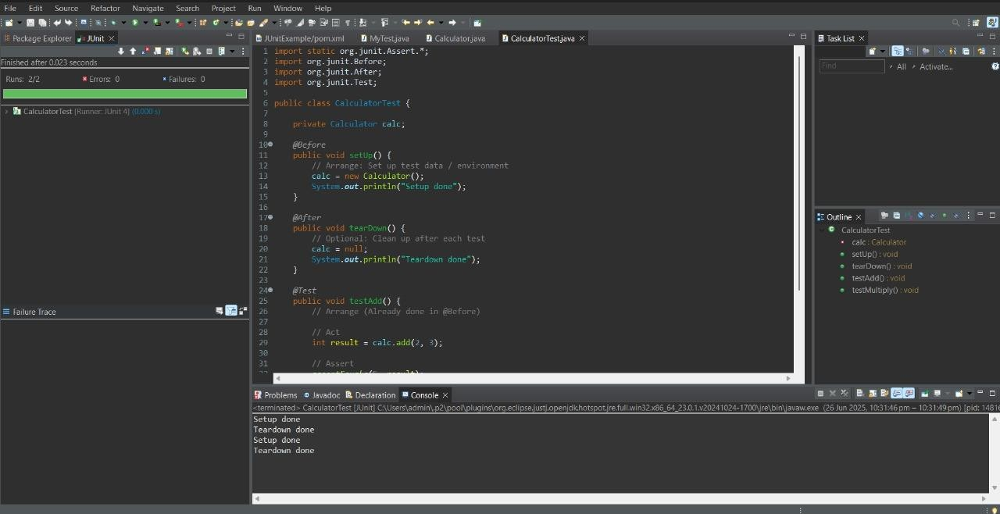 File Edit Source Refactor Navigate Search Project Run Window Help
Package Explorer JUnit
Finished after 0.023 seconds
Runs: 2/2 Errors: 0 Failures: 0
CalculatorTest [Runner: JUnit 4] (0.000 s)
Failure Trace
JUnitExample/pom.xml MyTest.java Calculator.java CalculatorTest.java
1 import static org.junit.Assert.*;
2 import org.junit.Before;
3 import org.junit.After;
4 import org.junit.Test;
5
6 public class CalculatorTest {
7
8 private Calculator calc;
9
10 @Before
11 public void setUp() {
12 // Arrange: Set up test data / environment
13 calc = new Calculator();
14 System.out.println("Setup done");
15 }
16
17 @After
18 public void tearDown() {
19 // Optional: Clean up after each test
20 calc = null;
21 System.out.println("Teardown done");
22 }
23
24 @Test
25 public void testAdd() {
26 // Arrange (Already done in @Before)
27
28 // Act
29 int result = calc.add(2, 3);
30
31 // Assert
Task List
Find All Activate...
Outline
CalculatorTest
calc : Calculator
setUp() : void
tearDown() : void
testAdd() : void
testMultiply() : void
Problems Javadoc Declaration Console
<terminated> CalculatorTest [JUnit] C:\Users\admin\.p2\pool\plugins\org.eclipse.justj.openjdk.hotspot.jre.full.win32.x86_64_23.0.1.v20241024-1700\jre\bin\javaw.exe (26 Jun 2025, 10:31:46 pm – 10:31:49 pm) [pid: 1481
Setup done
Teardown done
Setup done
Teardown done